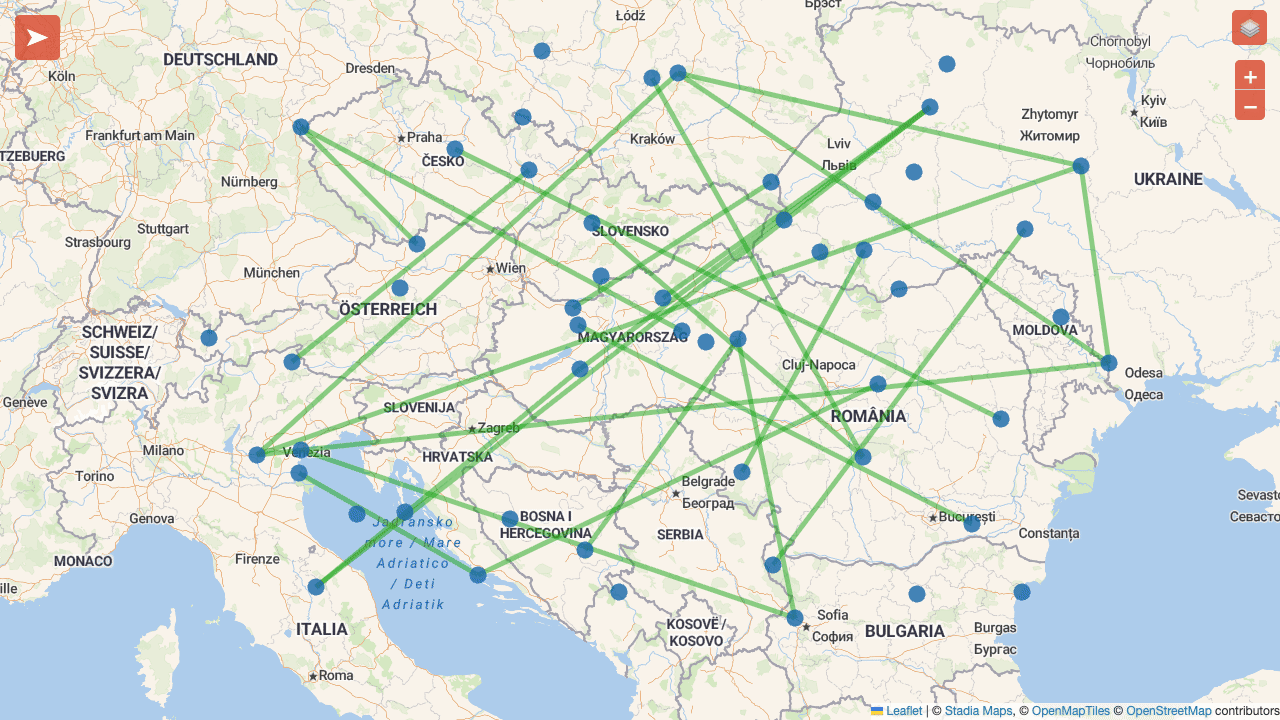 Брэст
Łódź
Chornobyl
Чорнобиль
DEUTSCHLAND
Dresden
Köln
+
Kyiv
Київ
−
Zhytomyr
Житомир
Frankfurt am Main
Praha
ČESKO
Kraków
Lviv
Львів
TZEBUERG
UKRAINE
Nürnberg
Stuttgart
Strasbourg
SLOVENSKO
München
Wien
ÖSTERREICH
MAGYARORSZÁG
MOLDOVA
SCHWEIZ/
SUISSE/
SVIZZERA/
SVIZRA
Cluj-Napoca
Odesa
Одеса
Genève
SLOVENIJA
ROMÂNIA
Zagreb
Milano
Venezia
HRVATSKA
Torino
Belgrade
Београд
Sevasto
Севасто
Genova
Jadransko
more / Mare
Adriatico
/ Deti
Adriatik
BOSNA I
HERCEGOVINA
București
SERBIA
Constanța
MONACO
Firenze
ille
ITALIA
KOSOVË /
KOSOVO
Sofia
София
BULGARIA
Burgas
Бургас
Roma
Leaflet | © Stadia Maps, © OpenMapTiles © OpenStreetMap contributors